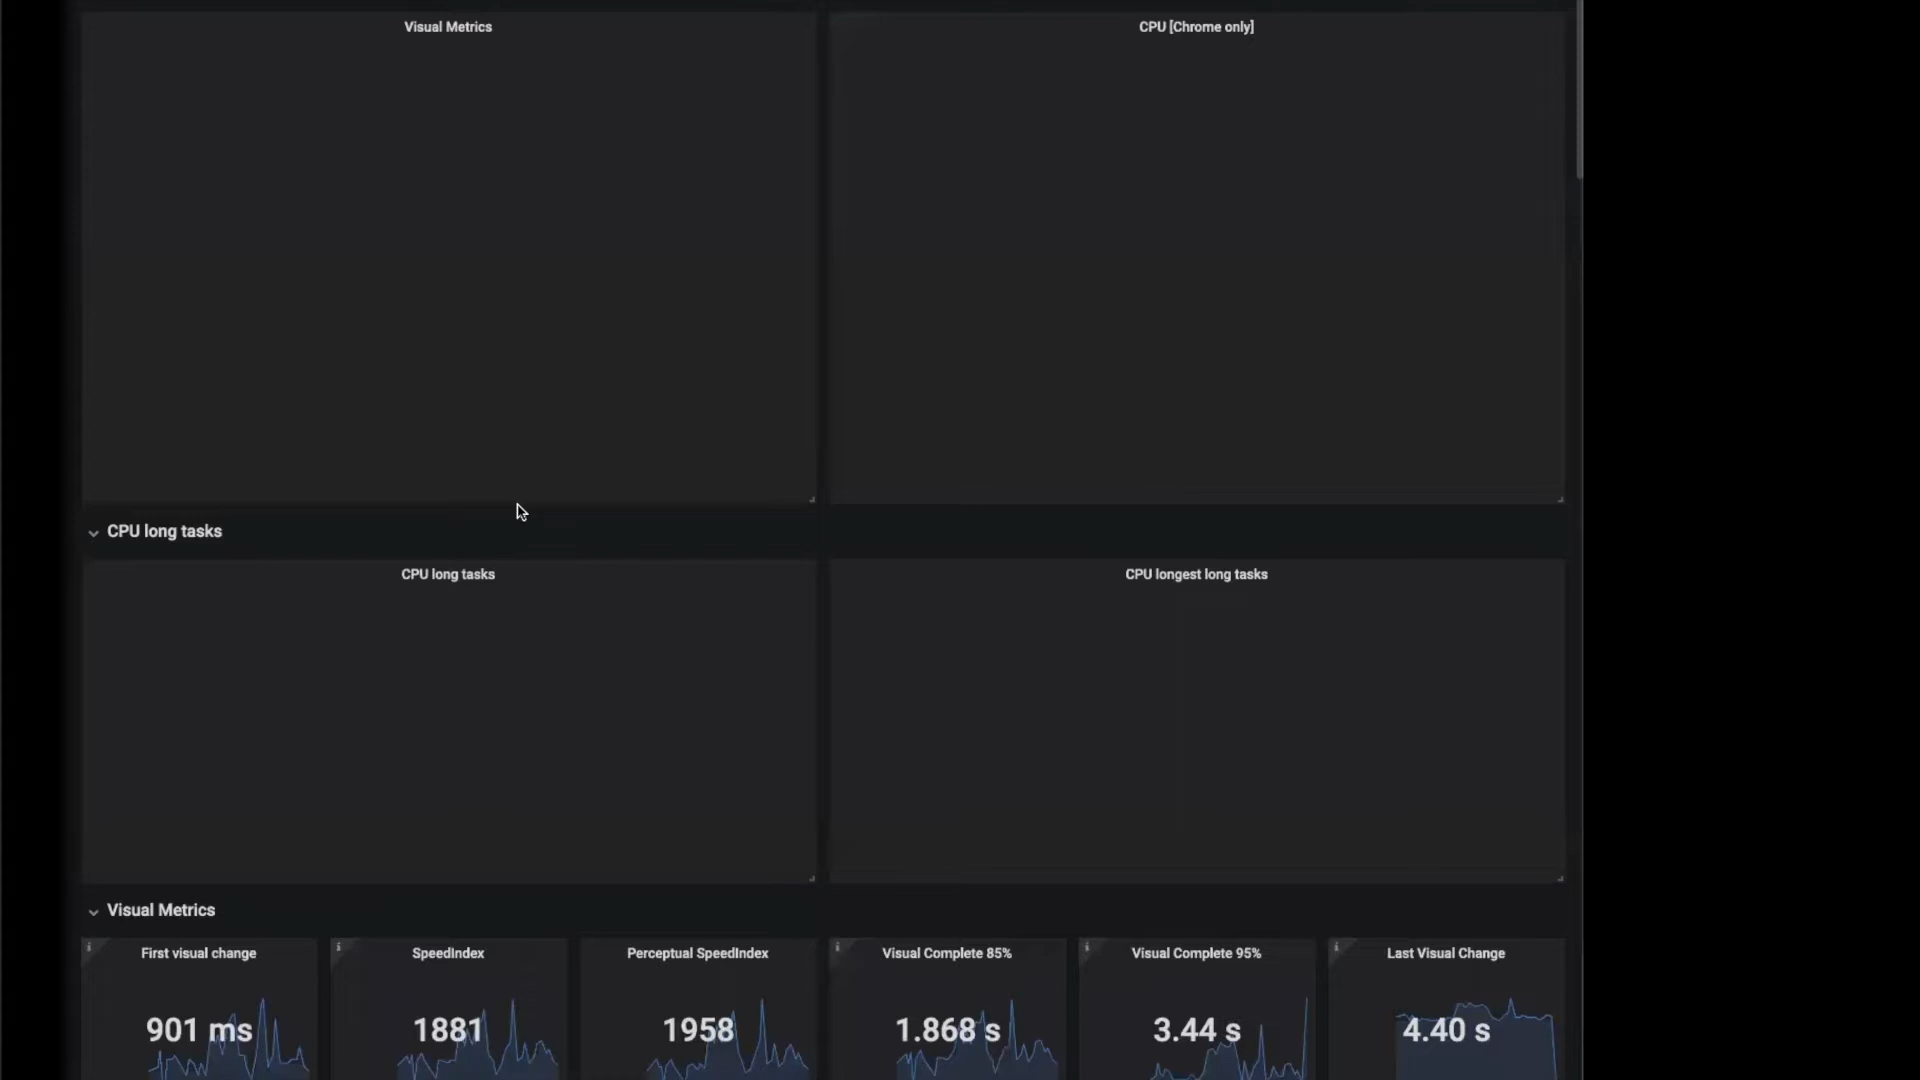 Visual Metrics
CPU [Chrome only]
CPU long tasks
CPU long tasks
CPU longest long tasks
Visual Metrics
First visual change
SpeedIndex
Perceptual SpeedIndex
Visual Complete 85%
Visual Complete 95%
Last Visual Change
901 ms
1881
1958
1.868 s
3.44 s
4.40 s